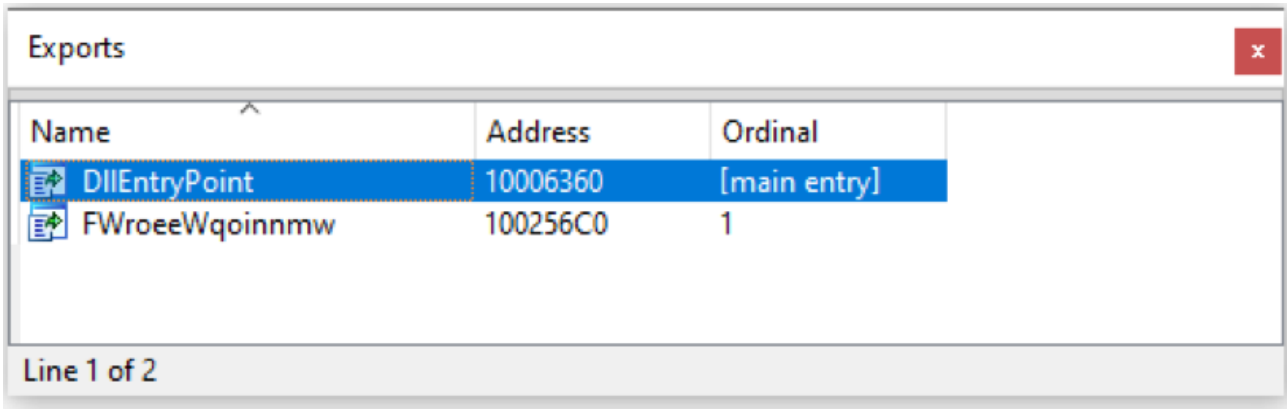 Exports
x
Name Address Ordinal
DllEntryPoint 10006360 [main entry]
FWroeeWqoinnmw 100256C0 1
Line 1 of 2